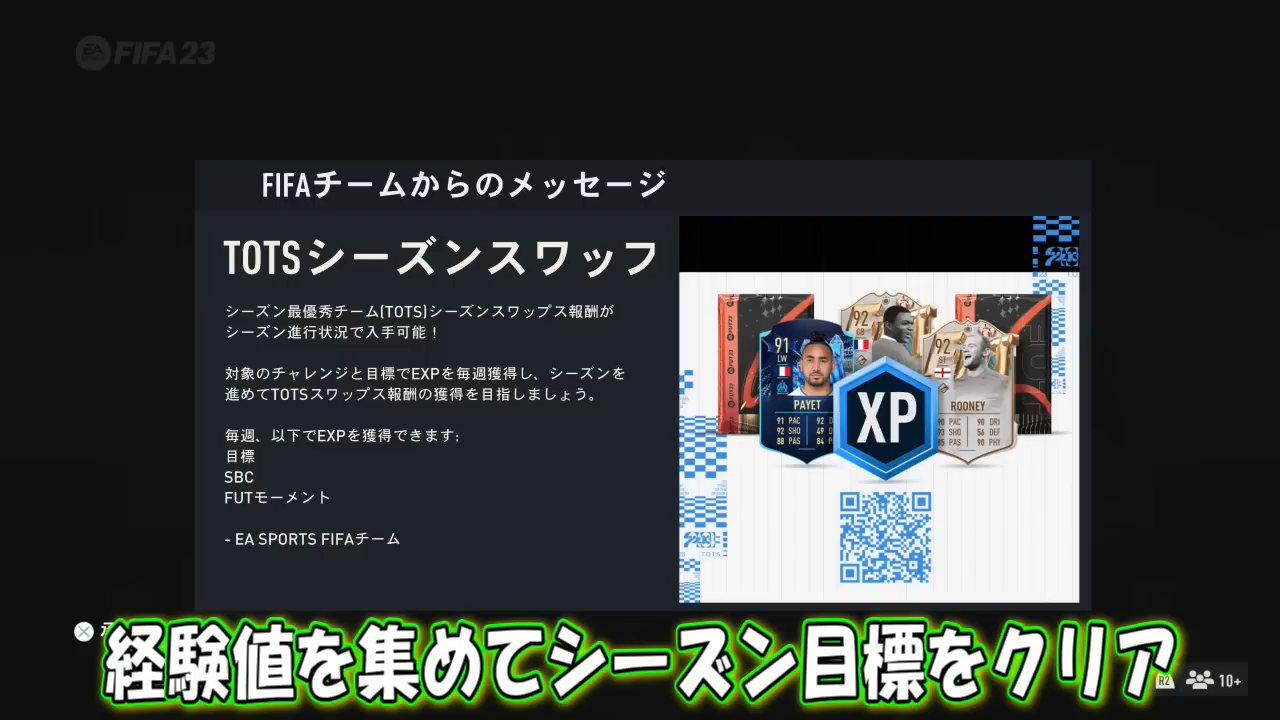 EA FIFA 23
FIFAチームからのメッセージ
TOTSシーズンスワッフ
シーズン最優秀チーム(TOTS)シーズンスワップス報酬が
シーズン進行状況で入手可能！
対象のチャレンジと目標でEXPを毎週獲得し、シーズンを
進めてTOTSスワップス報酬の獲得を目指しましょう。
毎週、以下でEXPを獲得できます:
目標
SBC
FUTモーメント
- EA SPORTS FIFAチーム
92
CB
91
LW
PAYET
91 PAC 92 D
92 SHO 49 D
88 PAS 84 P
XP
92
ST
ROONEY
90 PAC 90 DRI
93 SHO 56 DEF
85 PAS 90 PHY
経験値を集めてシーズン目標をクリア
R2
10+